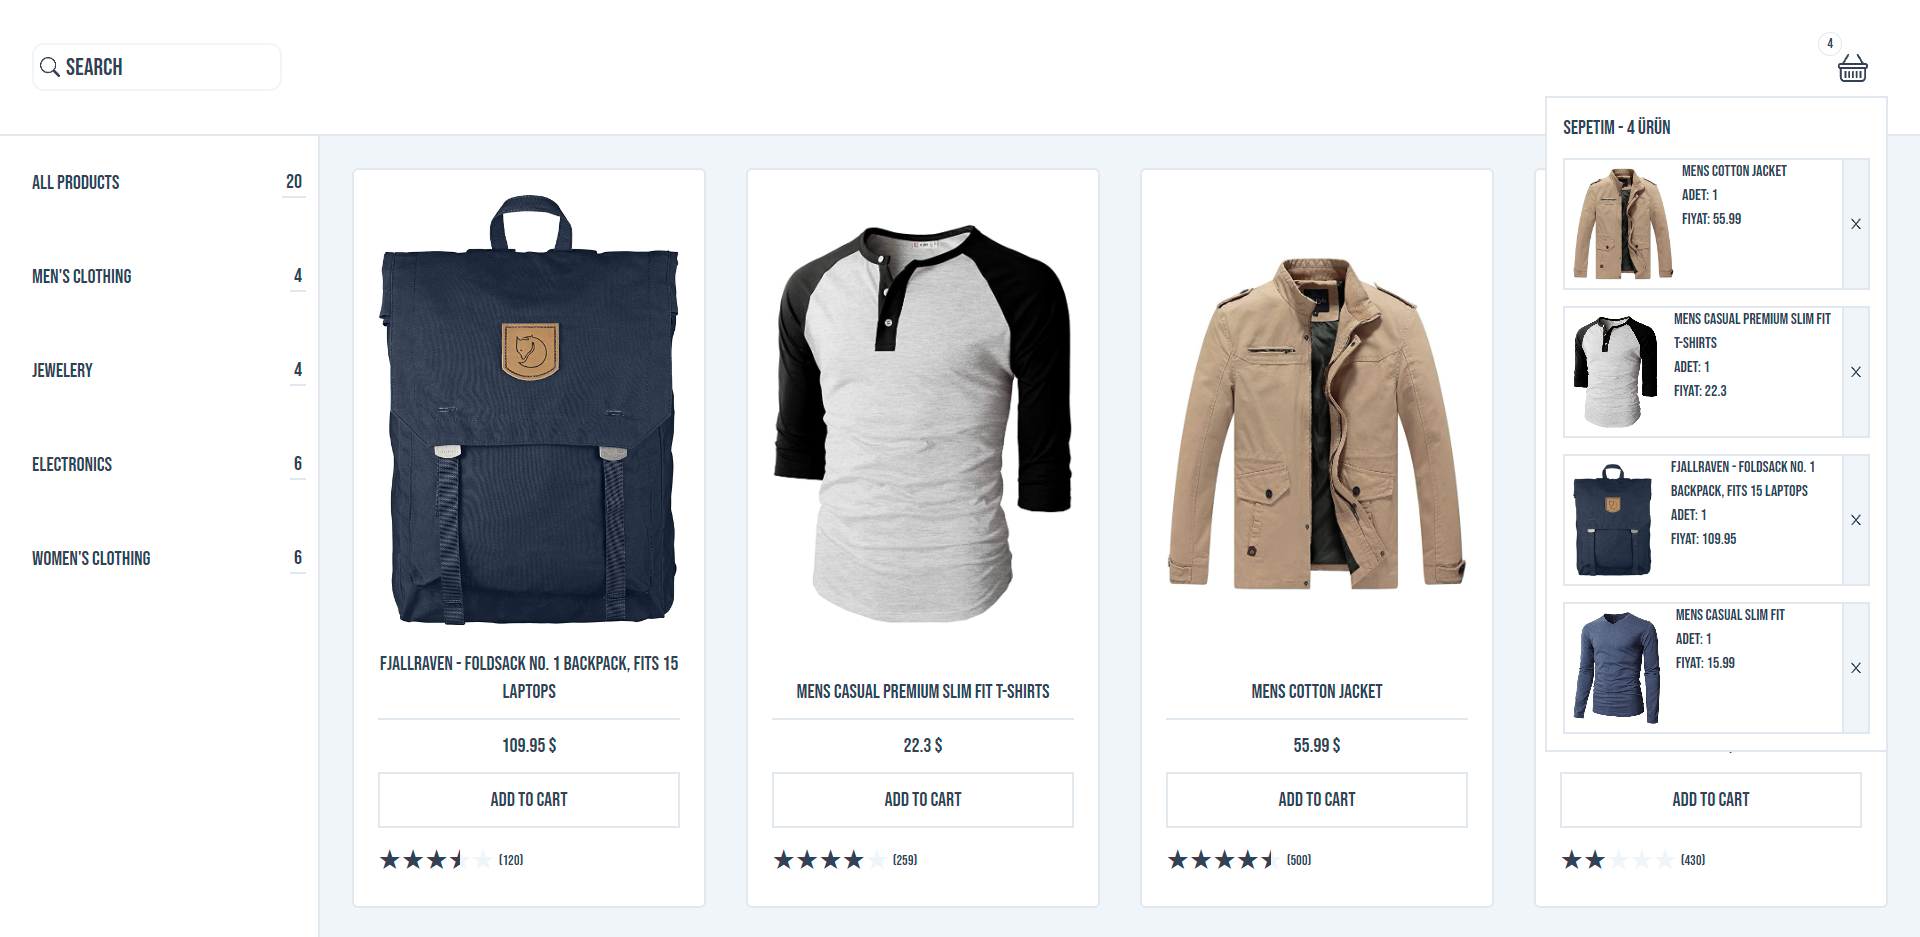 SEARCH
4
SEPETIM - 4 ÜRÜN
ALL PRODUCTS 20
MEN'S CLOTHING 4
JEWELERY 4
ELECTRONICS 6
WOMEN'S CLOTHING 6
FJALLRAVEN - FOLDSACK NO. 1 BACKPACK, FITS 15
LAPTOPS
109.95 $
ADD TO CART
(120)
MENS CASUAL PREMIUM SLIM FIT T-SHIRTS
22.3 $
ADD TO CART
(259)
MENS COTTON JACKET
55.99 $
ADD TO CART
(500)
MENS COTTON JACKET
ADET: 1
FIYAT: 55.99
X
MENS CASUAL PREMIUM SLIM FIT
T-SHIRTS
ADET: 1
FIYAT: 22.3
X
FJALLRAVEN - FOLDSACK NO. 1
BACKPACK, FITS 15 LAPTOPS
ADET: 1
FIYAT: 109.95
X
MENS CASUAL SLIM FIT
ADET: 1
FIYAT: 15.99
X
ADD TO CART
(430)